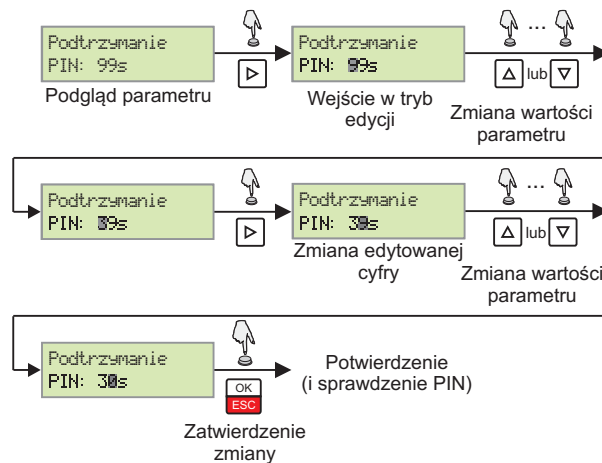 Podtrzymanie
PIN: 99s
Podgląd parametru
Podtrzymanie
PIN: 99s
Wejście w tryb
edycji
...
lub
Zmiana wartości
parametru
Podtrzymanie
PIN: 39s
Podtrzymanie
PIN: 39s
Zmiana edytowanej
cyfry
...
lub
Zmiana wartości
parametru
Podtrzymanie
PIN: 30s
OK
ESC
Zatwierdzenie
zmiany
Potwierdzenie
(i sprawdzenie PIN)